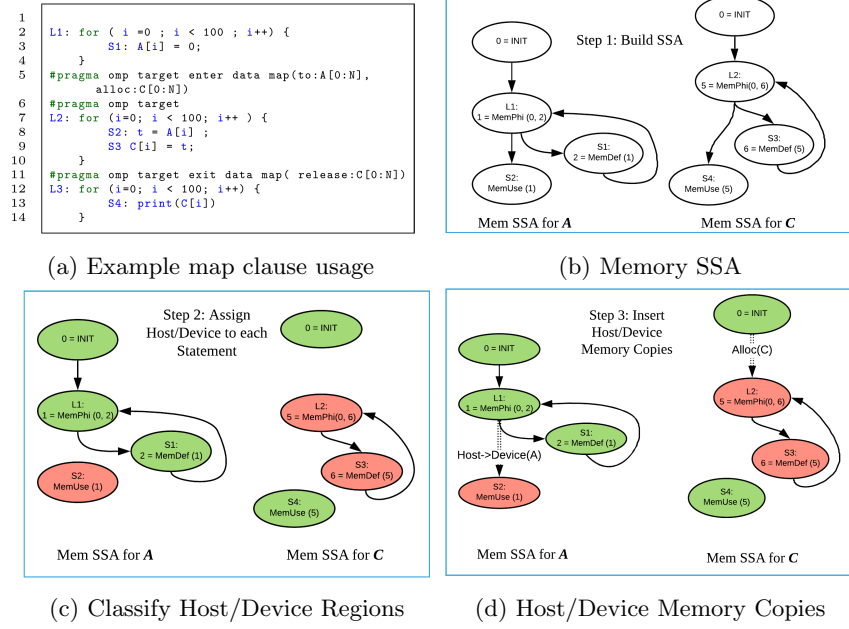 1
2 L1: for ( i =0 ; i < 100 ; i++) {
3 S1: A[i] = 0;
4 }
5 #pragma omp target enter data map(to:A[0:N],
alloc:C[0:N])
6 #pragma omp target
7 L2: for (i=0; i < 100; i++ ) {
8 S2: t = A[i] ;
9 S3 C[i] = t;
10 }
11 #pragma omp target exit data map( release:C[0:N])
12 L3: for (i=0; i < 100; i++) {
13 S4: print(C[i])
14 }
(a) Example map clause usage
Step 1: Build SSA
0 = INIT
L1:
1 = MemPhi (0, 2)
S1:
2 = MemDef (1)
S2:
MemUse (1)
Mem SSA for A
0 = INIT
L2:
5 = MemPhi(0, 6)
S3:
6 = MemDef (5)
S4:
MemUse (5)
Mem SSA for C
(b) Memory SSA
Step 2: Assign
Host/Device to each
Statement
0 = INIT
L1:
1 = MemPhi (0, 2)
S1:
2 = MemDef (1)
S2:
MemUse (1)
Mem SSA for A
0 = INIT
L2:
5 = MemPhi(0, 6)
S3:
6 = MemDef (5)
S4:
MemUse (5)
Mem SSA for C
(c) Classify Host/Device Regions
Step 3: Insert
Host/Device
Memory Copies
0 = INIT
L1:
1 = MemPhi (0, 2)
S1:
2 = MemDef (1)
Host->Device(A)
S2:
MemUse (1)
Mem SSA for A
0 = INIT
Alloc(C)
L2:
5 = MemPhi(0, 6)
S3:
6 = MemDef (5)
S4:
MemUse (5)
Mem SSA for C
(d) Host/Device Memory Copies